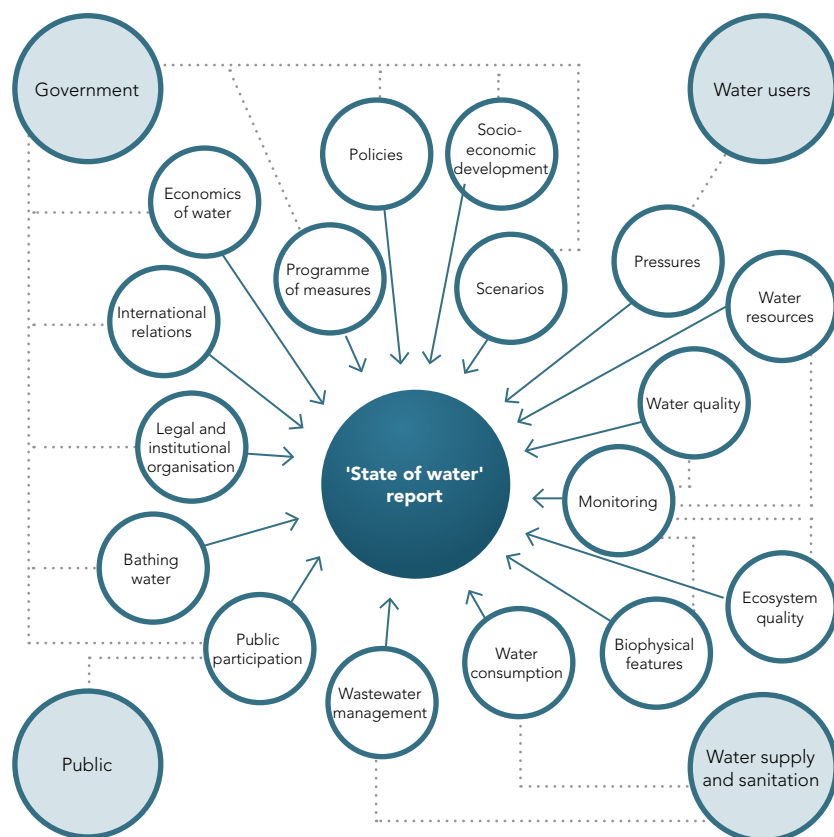 Government
Water users
Policies
Socio-
economic
development
Economics
of water
Programme
of measures
Scenarios
Pressures
Water
resources
International
relations
Water quality
Legal and
institutional
organisation
'State of water'
report
Monitoring
Bathing
water
Ecosystem
quality
Public
participation
Water
consumption
Biophysical
features
Wastewater
management
Public
Water supply
and sanitation